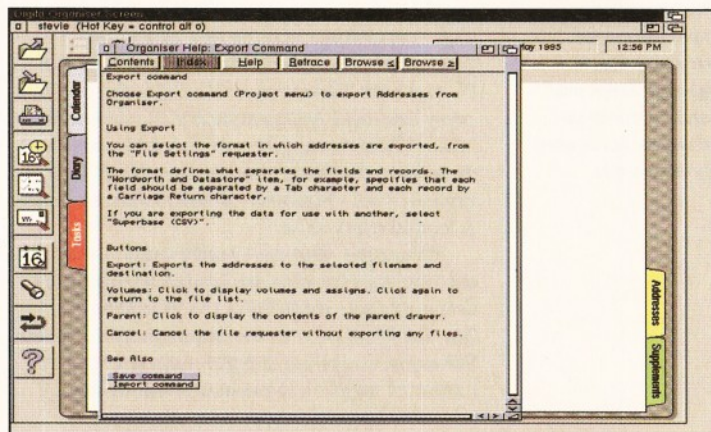 Digita Organiser Screen
stevie (Hot Key = control alt o)
May 1995
12:56 PM
Organiser Help: Export Command
Contents
Index
Help
Retrace
Browse <
Browse >
Export command
Choose Export command (Project menu) to export Addresses from
Organiser.
Using Export
You can select the format in which addresses are exported, from
the "File Settings" requester.
The format defines what separates the fields and records. The
"Wordworth and Datastore" item, for example, specifies that each
field should be separated by a Tab character and each record by
a Carriage Return character.
If you are exporting the data for use with another, select
"Superbase (CSV)".
Buttons
Export: Exports the addresses to the selected filename and
destination.
Volumes: Click to display volumes and assigns. Click again to
return to the file list.
Parent: Click to display the contents of the parent drawer.
Cancel: Cancel the file requester without exporting any files.
See Also
Save command
Import command
Calendar
Diary
Tasks
16
16
Addresses
Supplements